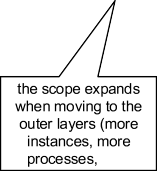 the scope expands
when moving to the
outer layers (more
instances, more
processes,